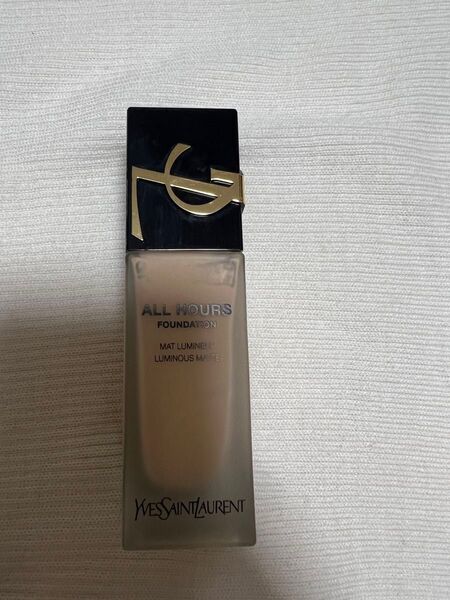 ALL HOURS
FOUNDATION
MAT LUMINEUX
LUMINOUS MATTE
YVESSAINTLAURENT